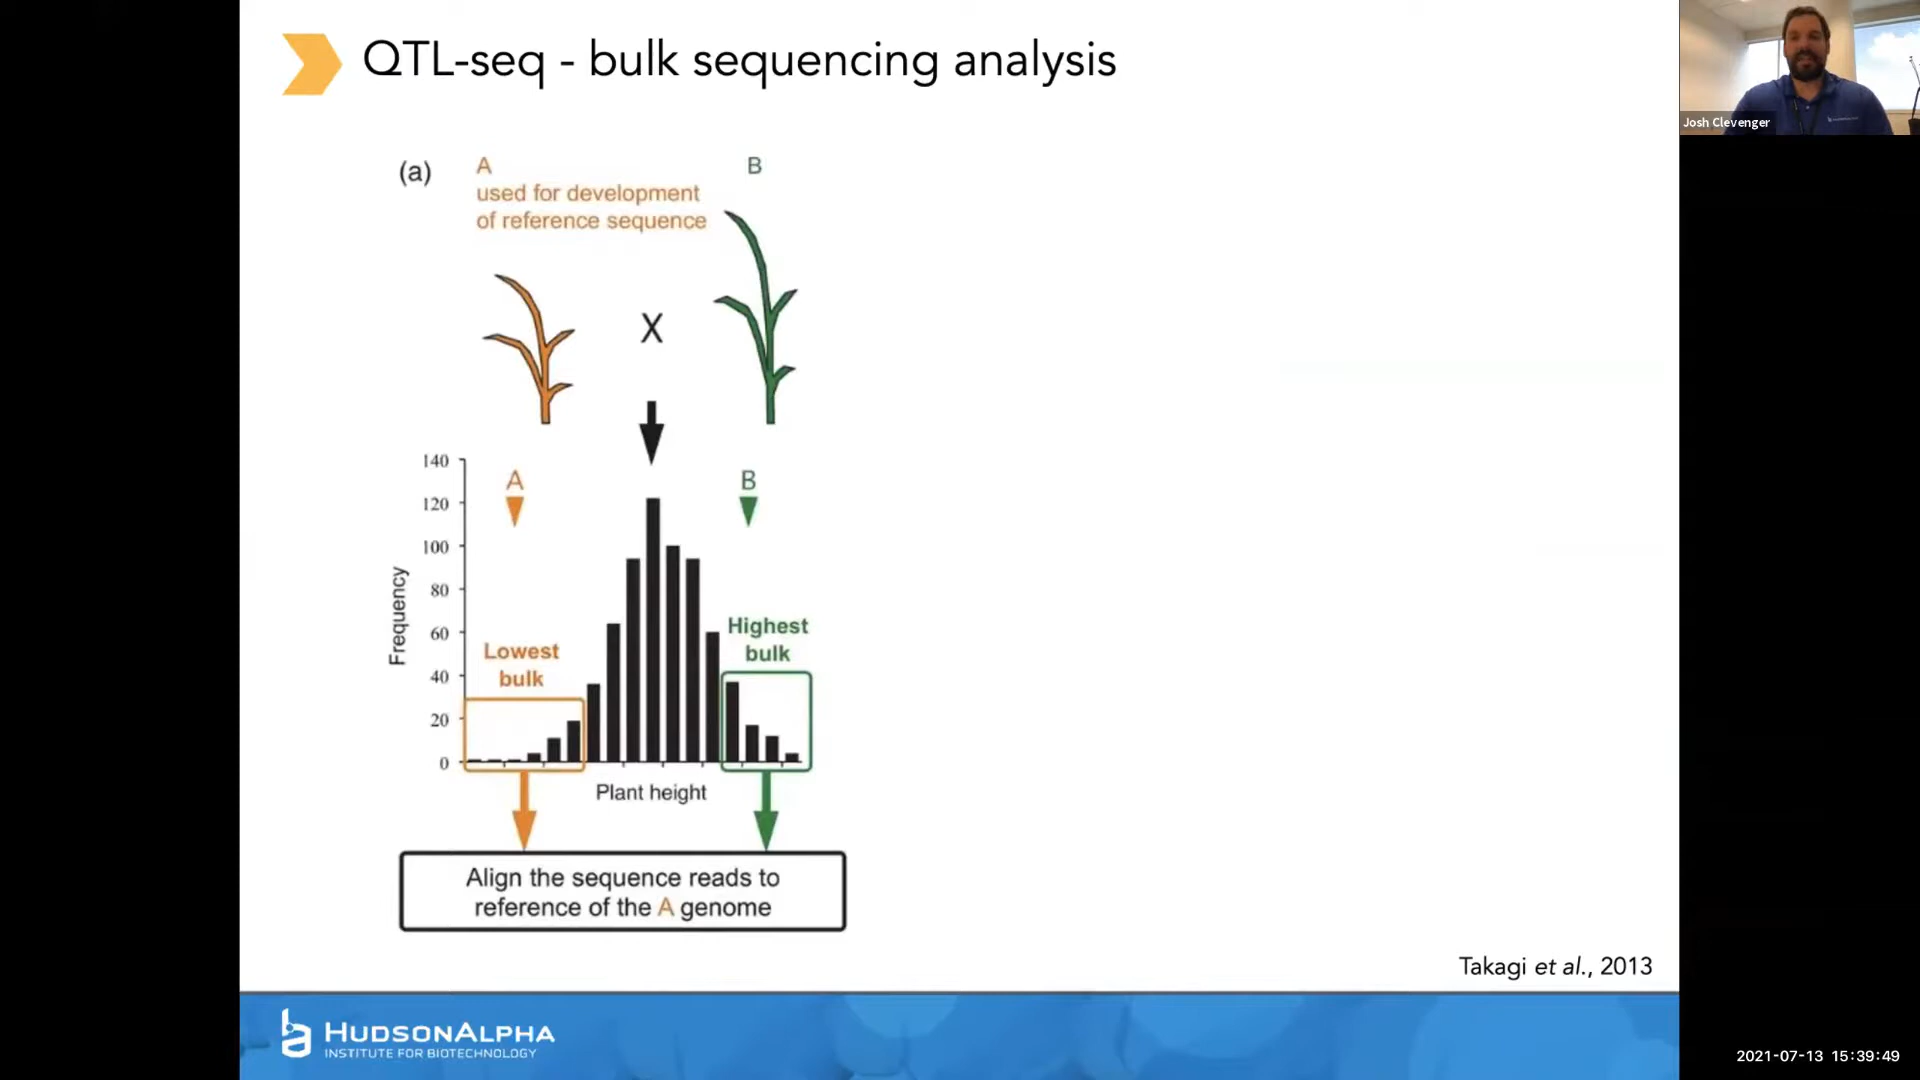 QTL-seq - bulk sequencing analysis
Josh Clevenger
(a)
A
used for development
of reference sequence
B
X
140
120
100
80
60
40
20
0
Frequency
A
B
Lowest
bulk
Highest
bulk
Plant height
Align the sequence reads to
reference of the A genome
Takagi et al., 2013
HUDSONALPHA
INSTITUTE FOR BIOTECHNOLOGY
2021-07-13 15:39:49